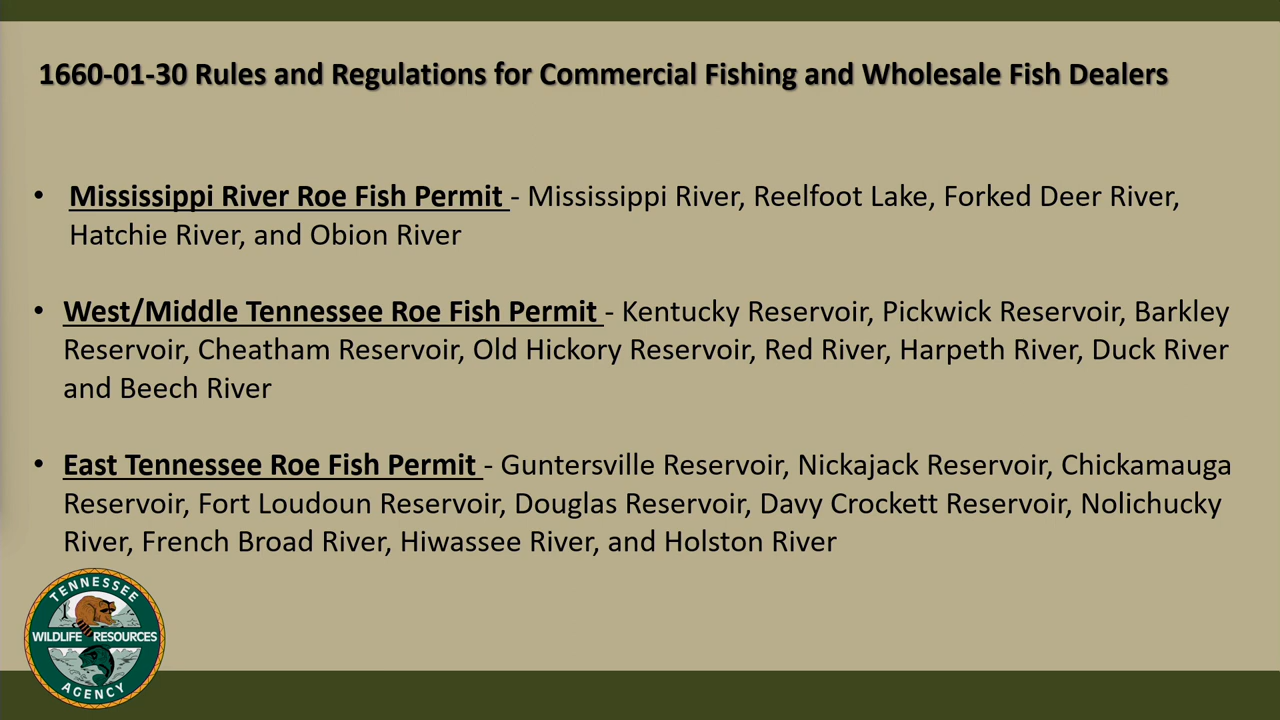 1660-01-30 Rules and Regulations for Commercial Fishing and Wholesale Fish Dealers
• Mississippi River Roe Fish Permit - Mississippi River, Reelfoot Lake, Forked Deer River,
Hatchie River, and Obion River
• West/Middle Tennessee Roe Fish Permit - Kentucky Reservoir, Pickwick Reservoir, Barkley
Reservoir, Cheatham Reservoir, Old Hickory Reservoir, Red River, Harpeth River, Duck River
and Beech River
• East Tennessee Roe Fish Permit - Guntersville Reservoir, Nickajack Reservoir, Chickamauga
Reservoir, Fort Loudoun Reservoir, Douglas Reservoir, Davy Crockett Reservoir, Nolichucky
River, French Broad River, Hiwassee River, and Holston River
TENNESSEE
WILDLIFE RESOURCES
AGENCY